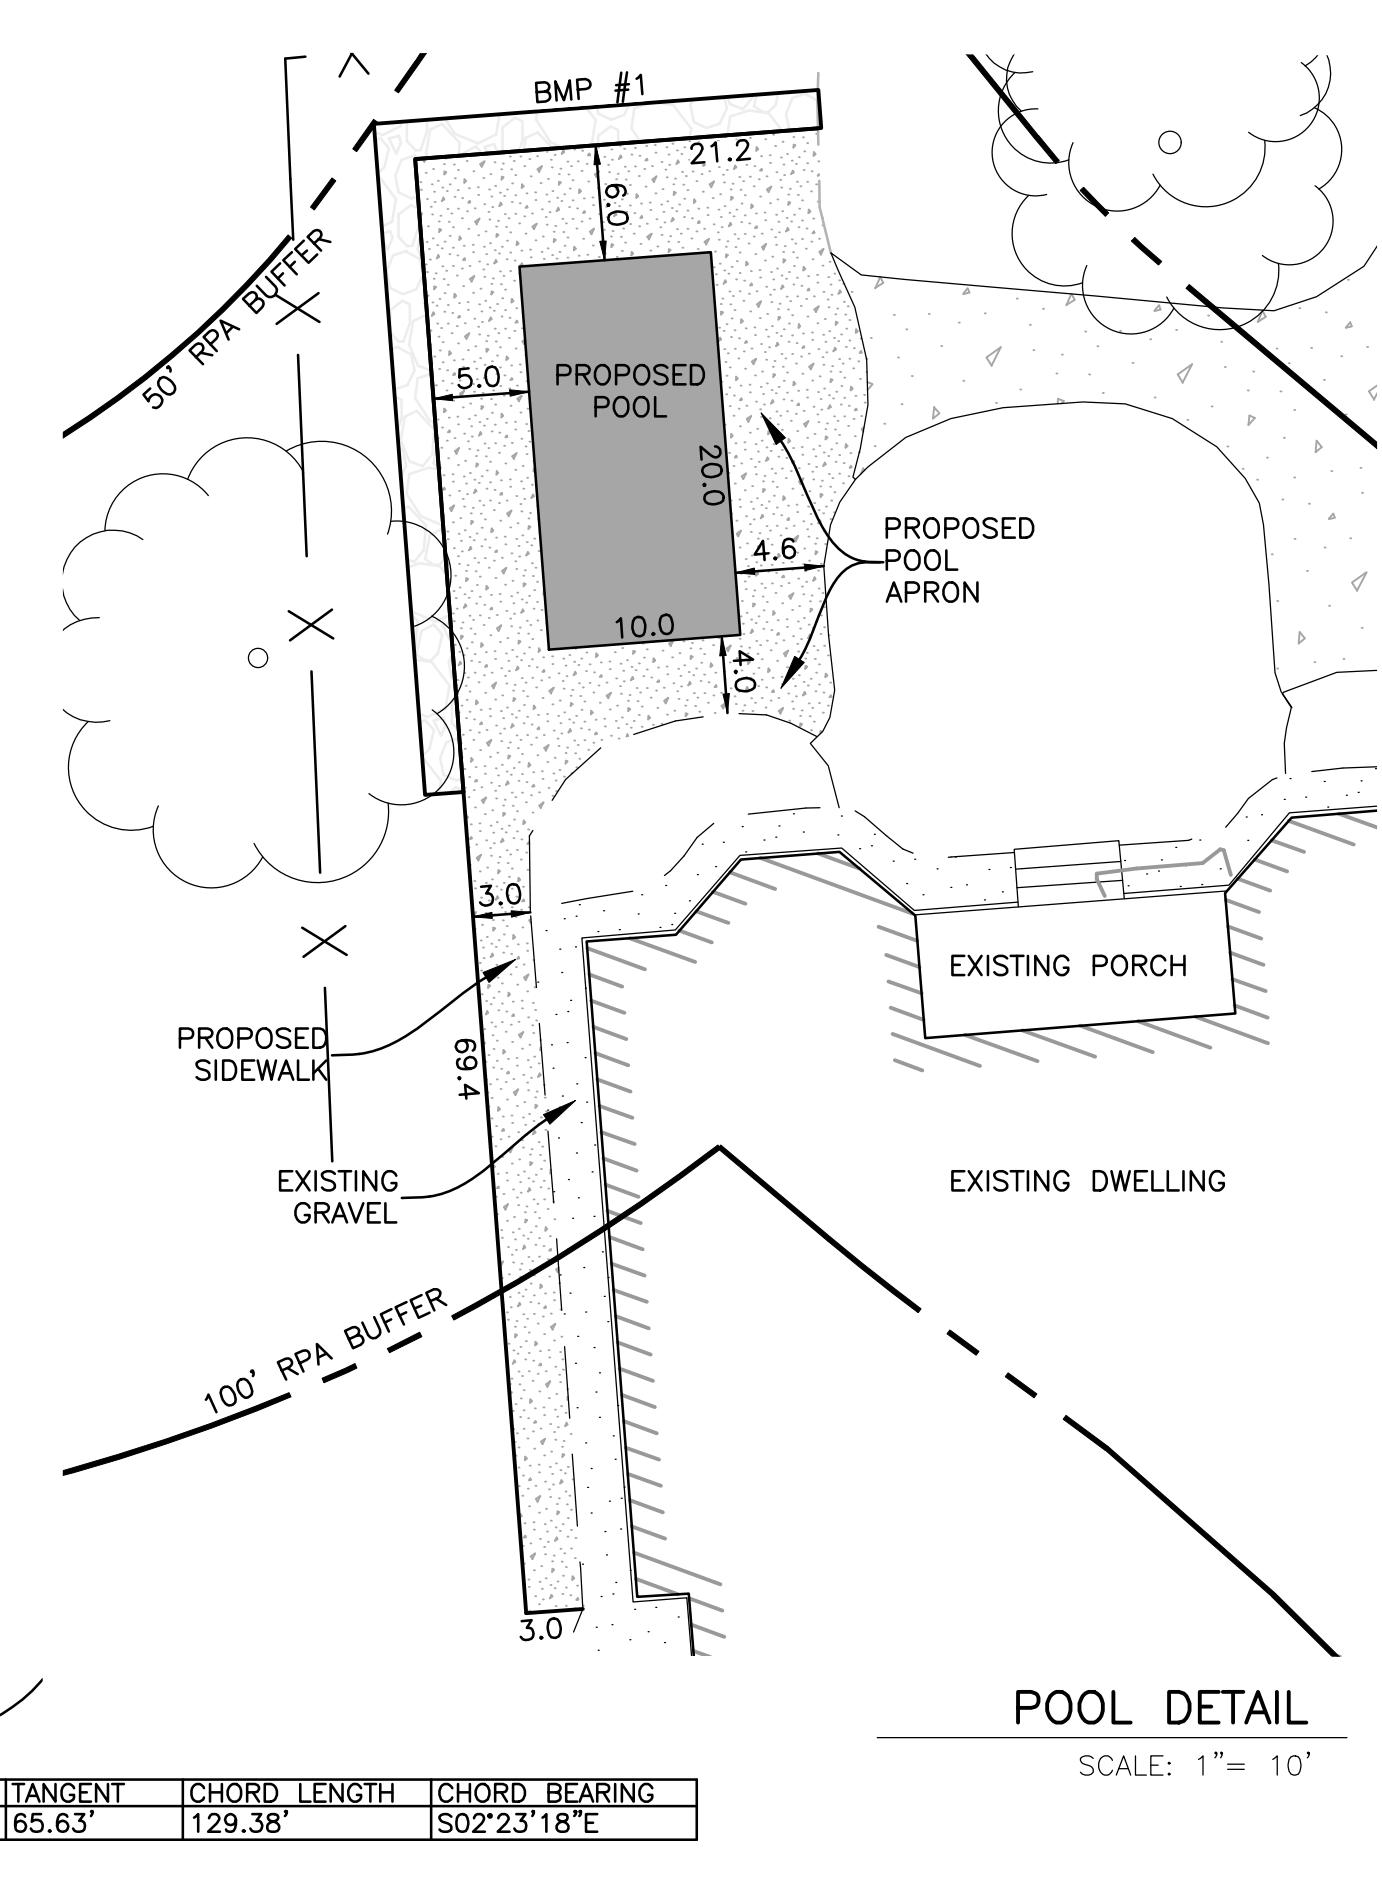 BMP #1
21.2
6.0
50' RPA BUFFER
5.0
PROPOSED
POOL
20.0
PROPOSED
POOL
APRON
4.6
10.0
4.0
3.0
EXISTING PORCH
PROPOSED
SIDEWALK
69.4
EXISTING
GRAVEL
EXISTING DWELLING
100' RPA BUFFER
3.0
POOL DETAIL
SCALE: 1"= 10'
TANGENT CHORD LENGTH CHORD BEARING
65.63' 129.38' S02°23'18"E